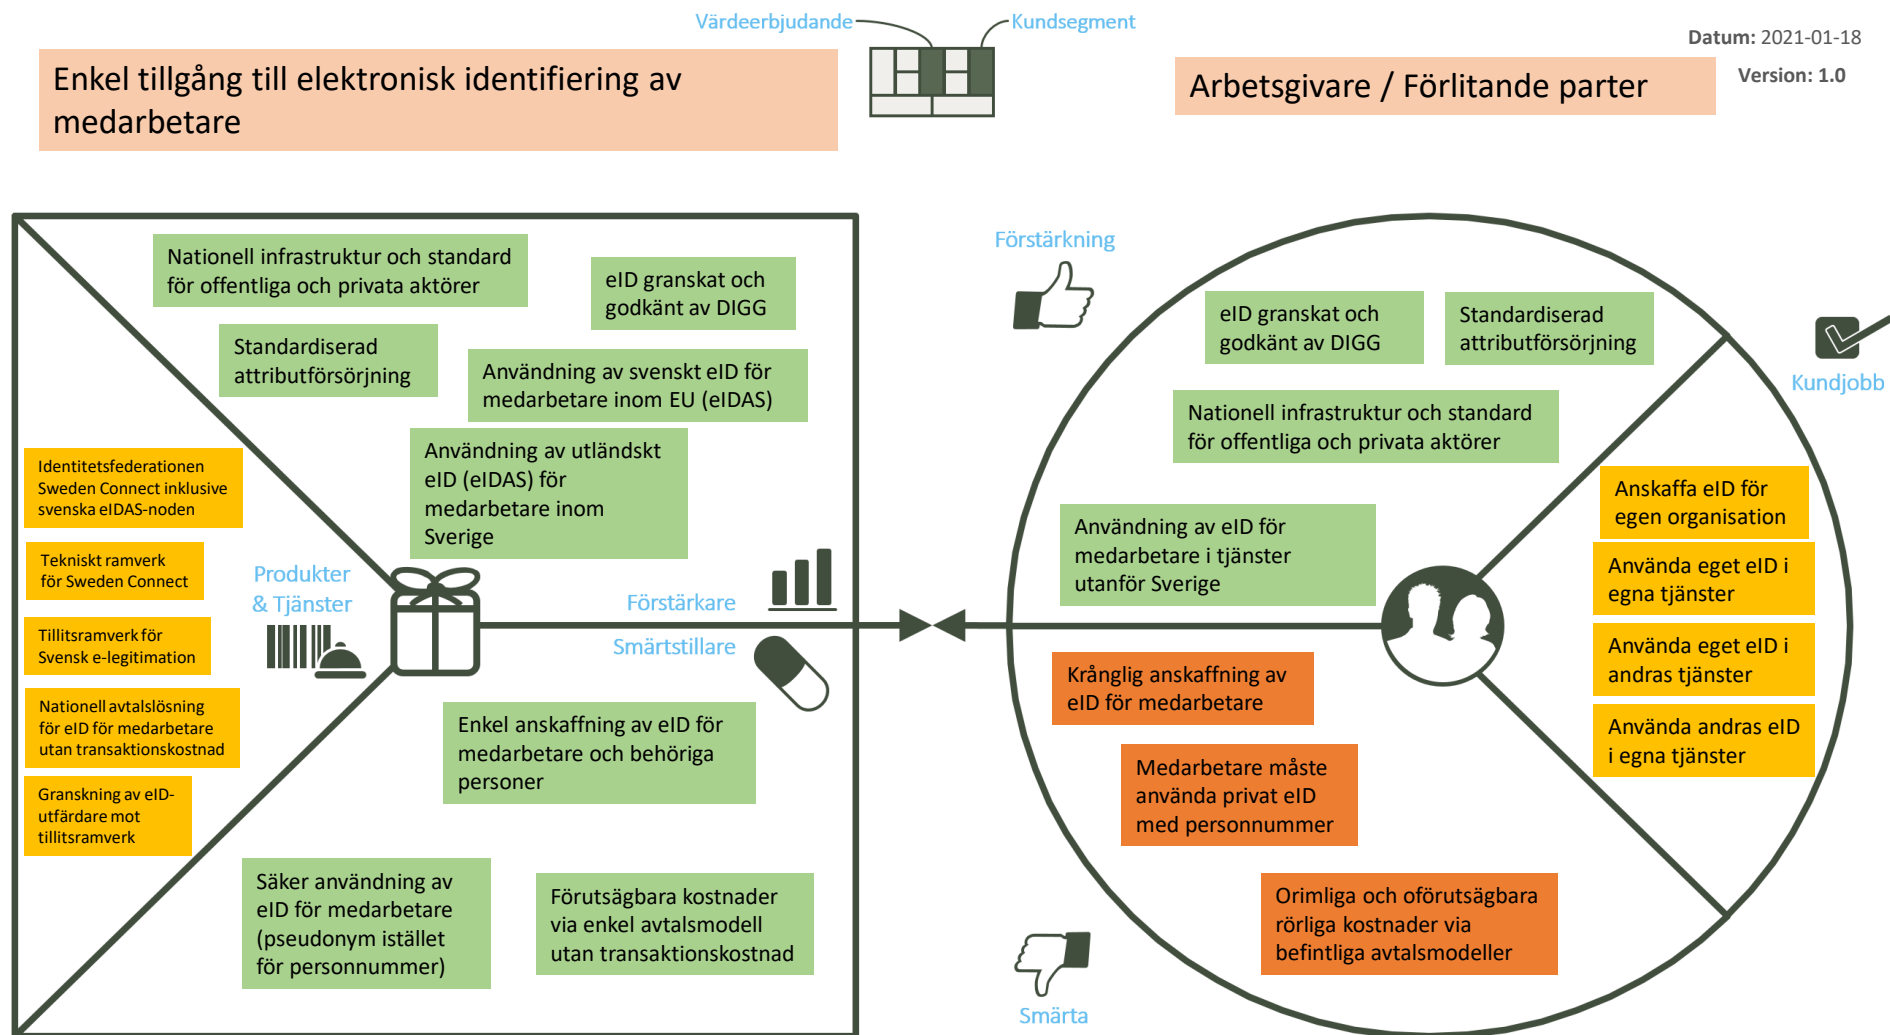 Värdeerbjudande
Kundsegment
Datum: 2021-01-18
Version: 1.0
Enkel tillgång till elektronisk identifiering av
medarbetare
Arbetsgivare / Förlitande parter
Nationell infrastruktur och standard
för offentliga och privata aktörer
eID granskat och
godkänt av DIGG
Standardiserad
attributförsörjning
Användning av svenskt eID för
medarbetare inom EU (eIDAS)
Användning av utländskt
eID (eIDAS) för
medarbetare inom
Sverige
Identitetsfederationen
Sweden Connect inklusive
svenska eIDAS-noden
Tekniskt ramverk
för Sweden Connect
Tillitsramverk för
Svensk e-legitimation
Nationell avtalslösning
för eID för medarbetare
utan transaktionskostnad
Granskning av eID-
utfärdare mot
tillitsramverk
Produkter
& Tjänster
Förstärkare
Smärtstillare
Enkel anskaffning av eID för
medarbetare och behöriga
personer
Säker användning av
eID för medarbetare
(pseudonym istället
för personnummer)
Förutsägbara kostnader
via enkel avtalsmodell
utan transaktionskostnad
Förstärkning
eID granskat och
godkänt av DIGG
Standardiserad
attributförsörjning
Nationell infrastruktur och standard
för offentliga och privata aktörer
Användning av eID för
medarbetare i tjänster
utanför Sverige
Kundjobb
Anskaffa eID för
egen organisation
Använda eget eID i
egna tjänster
Använda eget eID i
andras tjänster
Använda andras eID
i egna tjänster
Krånglig anskaffning av
eID för medarbetare
Medarbetare måste
använda privat eID
med personnummer
Orimliga och oförutsägbara
rörliga kostnader via
befintliga avtalsmodeller
Smärta